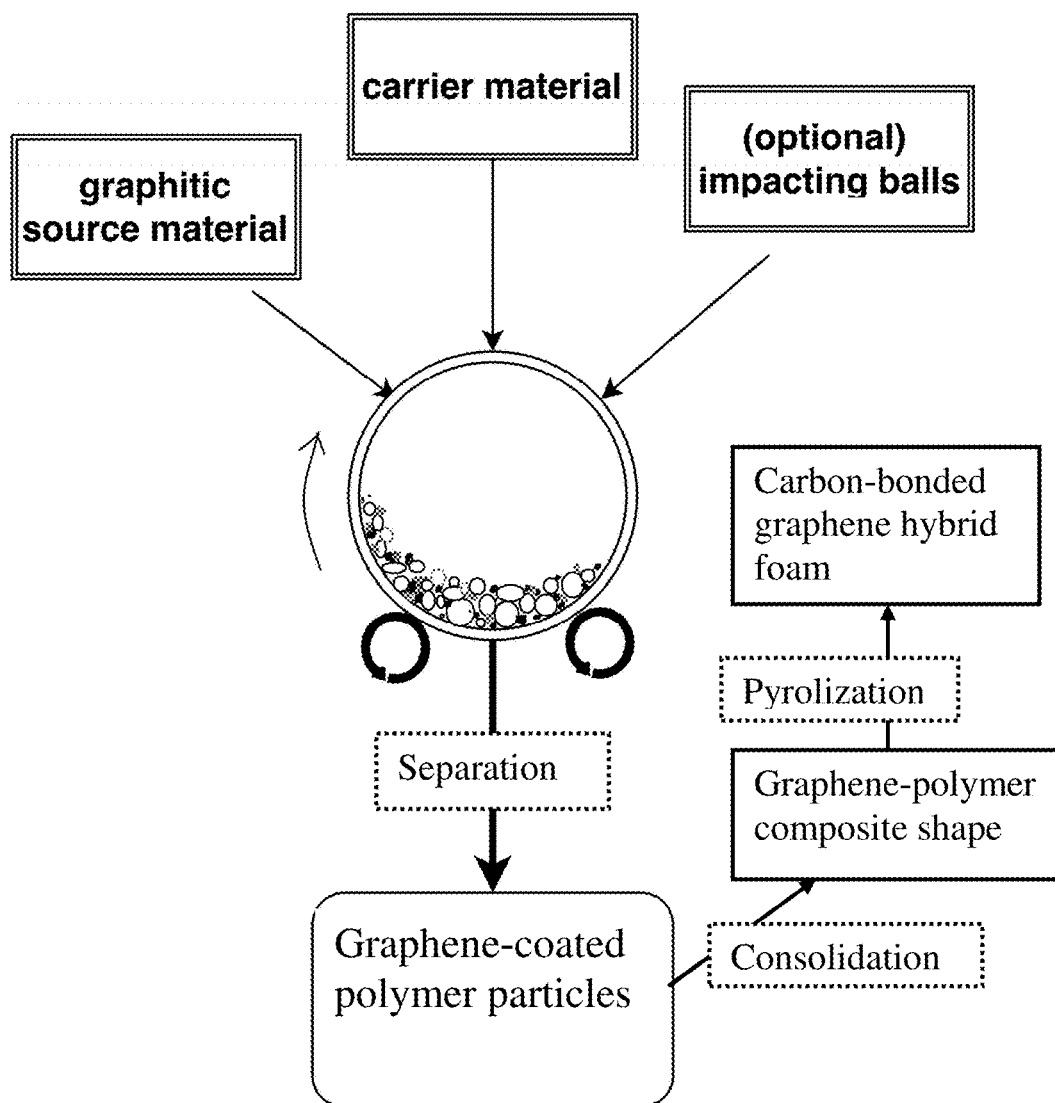 carrier material
(optional)
impacting balls
graphitic
source material
Carbon-bonded
graphene hybrid
foam
Pyrolization
Separation
Graphene-polymer
composite shape
Graphene-coated
polymer particles
Consolidation